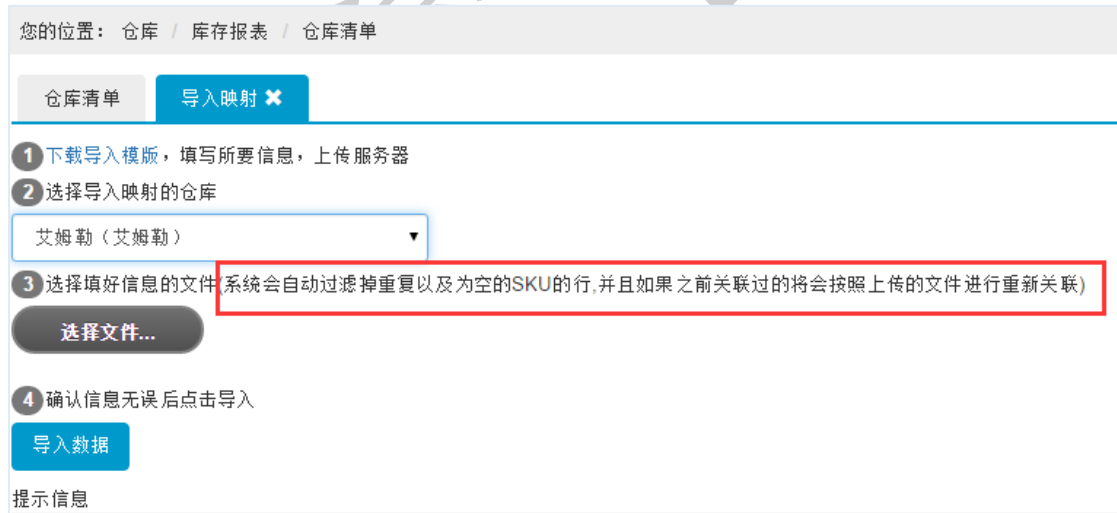 您的位置： 仓库 / 库存报表 / 仓库清单
仓库清单 导入映射 ✖
1 下载导入模版，填写所要信息，上传服务器
2 选择导入映射的仓库
艾姆勒（艾姆勒） ▼
3 选择填好信息的文件(系统会自动过滤掉重复以及为空的SKU的行,并且如果之前关联过的将会按照上传的文件进行重新关联)
选择文件...
4 确认信息无误后点击导入
导入数据
提示信息